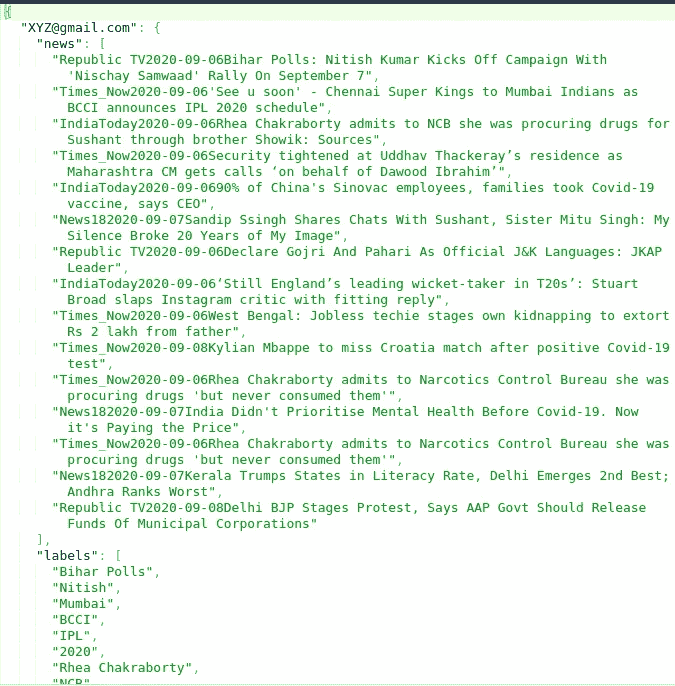 {
"XYZ@gmail.com": {
"news": [
"Republic TV2020-09-06Bihar Polls: Nitish Kumar Kicks Off Campaign With
'Nischay Samwaad' Rally On September 7",
"Times_Now2020-09-06'See u soon' - Chennai Super Kings to Mumbai Indians as
BCCI announces IPL 2020 schedule",
"IndiaToday2020-09-06Rhea Chakraborty admits to NCB she was procuring drugs for
Sushant through brother Showik: Sources",
"Times_Now2020-09-06Security tightened at Uddhav Thackeray’s residence as
Maharashtra CM gets calls ‘on behalf of Dawood Ibrahim’",
"IndiaToday2020-09-0690% of China's Sinovac employees, families took Covid-19
vaccine, says CEO",
"News182020-09-07Sandip Ssingh Shares Chats With Sushant, Sister Mitu Singh: My
Silence Broke 20 Years of My Image",
"Republic TV2020-09-06Declare Gojri And Pahari As Official J&K Languages: JKAP
Leader",
"IndiaToday2020-09-06‘Still England’s leading wicket-taker in T20s’: Stuart
Broad slaps Instagram critic with fitting reply",
"Times_Now2020-09-06West Bengal: Jobless techie stages own kidnapping to extort
Rs 2 lakh from father",
"Times_Now2020-09-08Kylian Mbappe to miss Croatia match after positive Covid-19
test",
"Times_Now2020-09-06Rhea Chakraborty admits to Narcotics Control Bureau she was
procuring drugs 'but never consumed them'",
"News182020-09-07India Didn't Prioritise Mental Health Before Covid-19. Now
it's Paying the Price",
"Times_Now2020-09-06Rhea Chakraborty admits to Narcotics Control Bureau she was
procuring drugs 'but never consumed them'",
"News182020-09-07Kerala Trumps States in Literacy Rate, Delhi Emerges 2nd Best;
Andhra Ranks Worst",
"Republic TV2020-09-08Delhi BJP Stages Protest, Says AAP Govt Should Release
Funds Of Municipal Corporations"
],
"labels": [
"Bihar Polls",
"Nitish",
"Mumbai",
"BCCI",
"IPL",
"2020",
"Rhea Chakraborty",
"NCB",